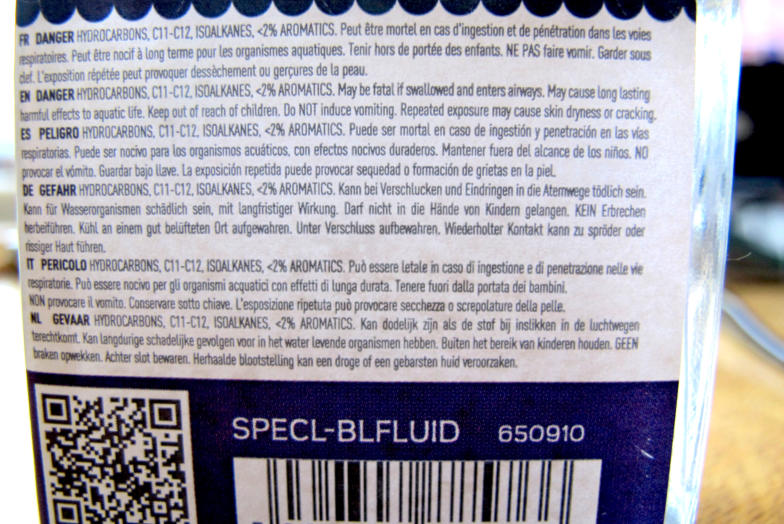 FR DANGER HYDROCARBONS, C11-C12, ISOALKANES, <2% AROMATICS. Peut être mortel en cas d'ingestion et de pénétration dans les voies
respiratoires. Peut être nocif à long terme pour les organismes aquatiques. Tenir hors de portée des enfants. NE PAS faire vomir. Garder sous
clef. L'exposition répétée peut provoquer dessèchement ou gerçures de la peau.
EN DANGER HYDROCARBONS, C11-C12, ISOALKANES, <2% AROMATICS. May be fatal if swallowed and enters airways. May cause long lasting
harmful effects to aquatic life. Keep out of reach of children. Do NOT induce vomiting. Repeated exposure may cause skin dryness or cracking.
ES PELIGRO HYDROCARBONS, C11-C12, ISOALKANES, <2% AROMATICS. Puede ser mortal en caso de ingestión y penetración en las vías
respiratorias. Puede ser nocivo para los organismos acuáticos, con efectos nocivos duraderos. Mantener fuera del alcance de los niños. NO
provocar el vómito. Guardar bajo llave. La exposición repetida puede provocar sequedad o formación de grietas en la piel.
DE GEFAHR HYDROCARBONS, C11-C12, ISOALKANES, <2% AROMATICS. Kann bei Verschlucken und Eindringen in die Atemwege tödlich sein.
Kann für Wasserorganismen schädlich sein, mit langfristiger Wirkung. Darf nicht in die Hände von Kindern gelangen. KEIN Erbrechen
herbeiführen. Kühl an einem gut belüfteten Ort aufgewahren. Unter Verschluss aufbewahren. Wiederholter Kontakt kann zu spröder oder
rissiger Haut führen.
IT PERICOLO HYDROCARBONS, C11-C12, ISOALKANES, <2% AROMATICS. Può essere letale in caso di ingestione e di penetrazione nelle vie
respiratorie. Può essere nocivo per gli organismi acquatici con effetti di lunga durata. Tenere fuori dalla portata dei bambini.
NON provocare il vomito. Conservare sotto chiave. L'esposizione ripetuta può provocare secchezza o screpolature della pelle.
NL GEVAAR HYDROCARBONS, C11-C12, ISOALKANES, <2% AROMATICS. Kan dodelijk zijn als de stof bij inslikken in de luchtwegen
terechtkomt. Kan langdurige schadelijke gevolgen voor in het water levende organismen hebben. Buiten het bereik van kinderen houden. GEEN
braken opwekken. Achter slot bewaren. Herhaalde blootstelling kan een droge of een gebarsten huid veroorzaken.
SPECL-BLFLUID 650910